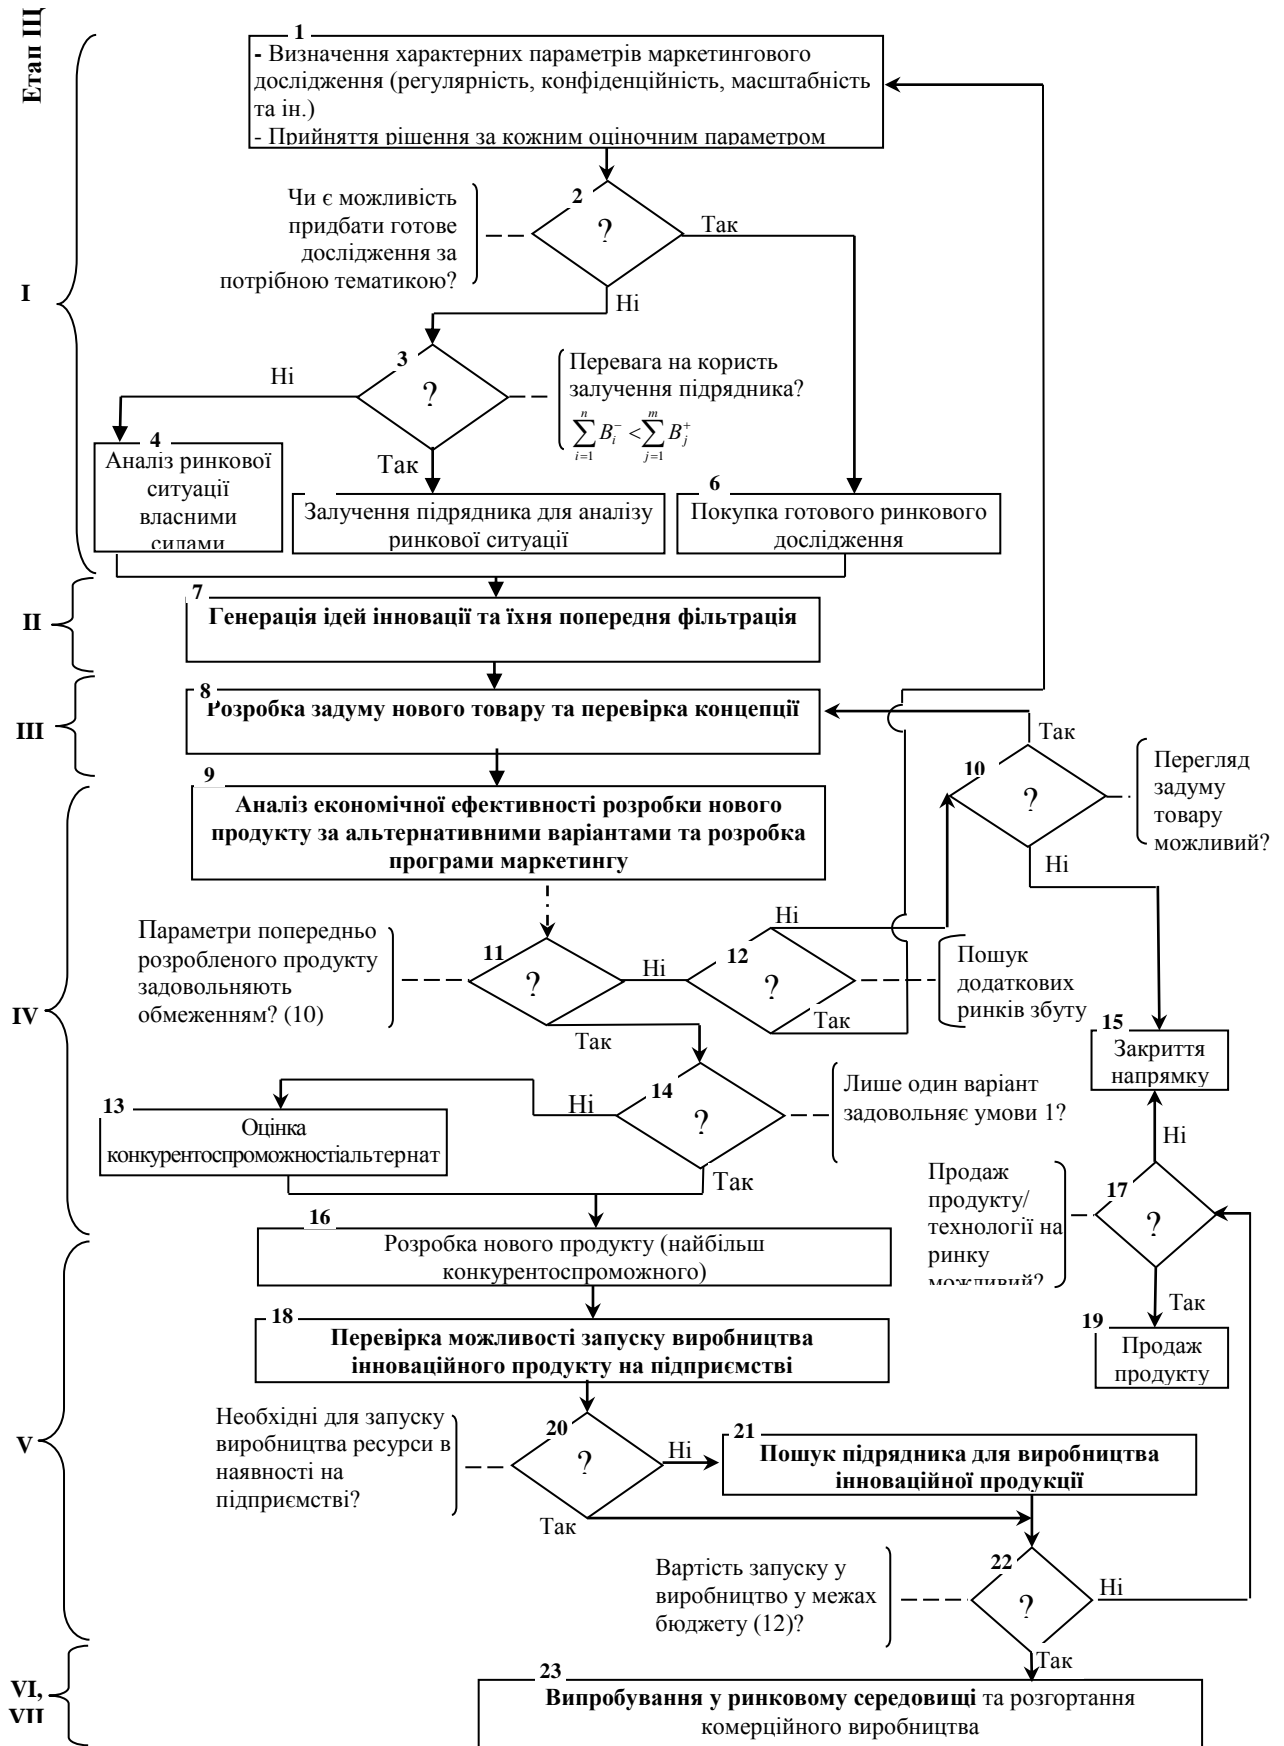 Етап ІЩ
1
- Визначення характерних параметрів маркетингового
дослідження (регулярність, конфіденційність, масштабність
та ін.)
- Прийняття рішення за кожним оціночним параметром
Чи є можливість
придбати готове
дослідження за
потрібною тематикою?
2
?
Так
Ні
I
3
?
Ні
Перевага на користь
залучення підрядника?
\sum_{i=1}^{n} B_i^- < \sum_{j=1}^{m} B_j^+
Так
4
Аналіз ринкової
ситуації
власними
силами
Залучення підрядника для аналізу
ринкової ситуації
6
Покупка готового ринкового
дослідження
II
7
Генерація ідей інновації та їхня попередня фільтрація
III
8
Розробка задуму нового товару та перевірка концепції
Так
10
?
Перегляд
задуму
товару
можливий?
Ні
9
Аналіз економічної ефективності розробки нового
продукту за альтернативними варіантами та розробка
програми маркетингу
IV
Параметри попередньо
розробленого продукту
задовольняють
обмеженням? (10)
11
?
Ні
Так
12
?
Ні
Так
Пошук
додаткових
ринків збуту
15
Закриття
напрямку
14
?
Ні
Так
Лише один варіант
задовольняє умови 1?
13
Оцінка
конкурентоспроможностіальтернат
Продаж
продукту/
технології на
ринку
можливий?
17
?
Ні
Так
16
Розробка нового продукту (найбільш
конкурентоспроможного)
18
Перевірка можливості запуску виробництва
інноваційного продукту на підприємстві
19
Продаж
продукту
V
Необхідні для запуску
виробництва ресурси в
наявності на
підприємстві?
20
?
Ні
Так
21
Пошук підрядника для виробництва
інноваційної продукції
Вартість запуску у
виробництво у межах
бюджету (12)?
22
?
Ні
Так
VI,
VII
23
Випробування у ринковому середовищі та розгортання
комерційного виробництва